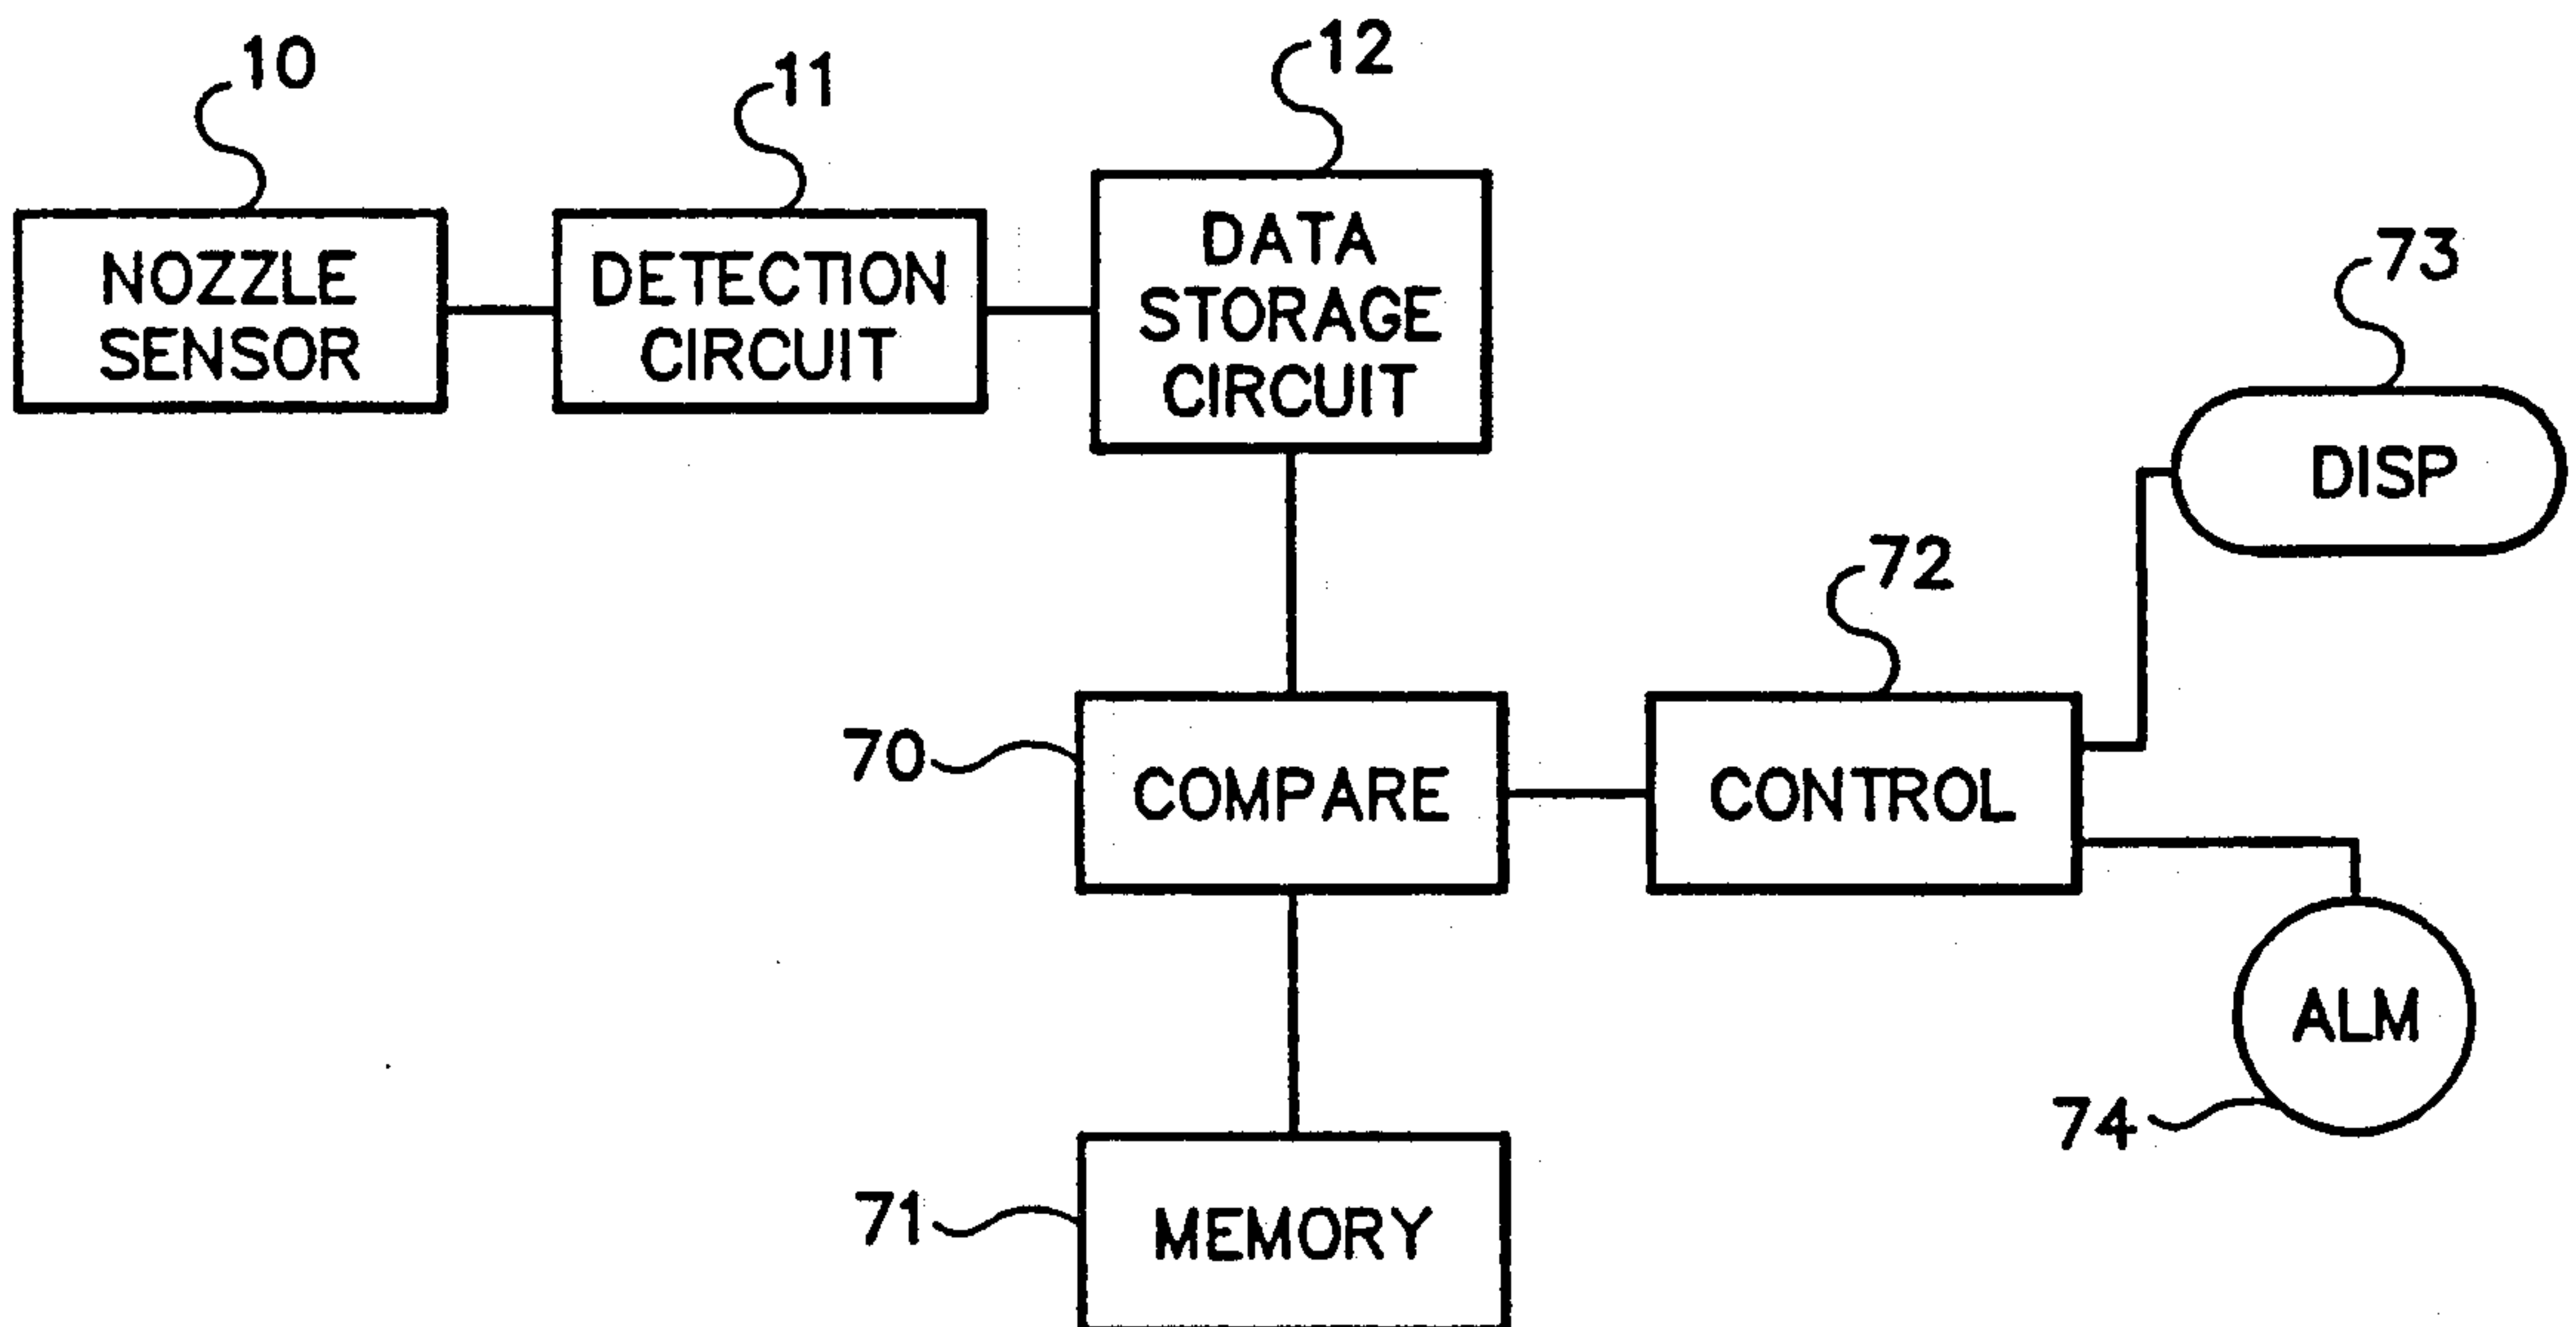 10
11
12
NOZZLE
SENSOR
DETECTION
CIRCUIT
DATA
STORAGE
CIRCUIT
73
DISP
72
70
COMPARE
CONTROL
ALM
74
71
MEMORY